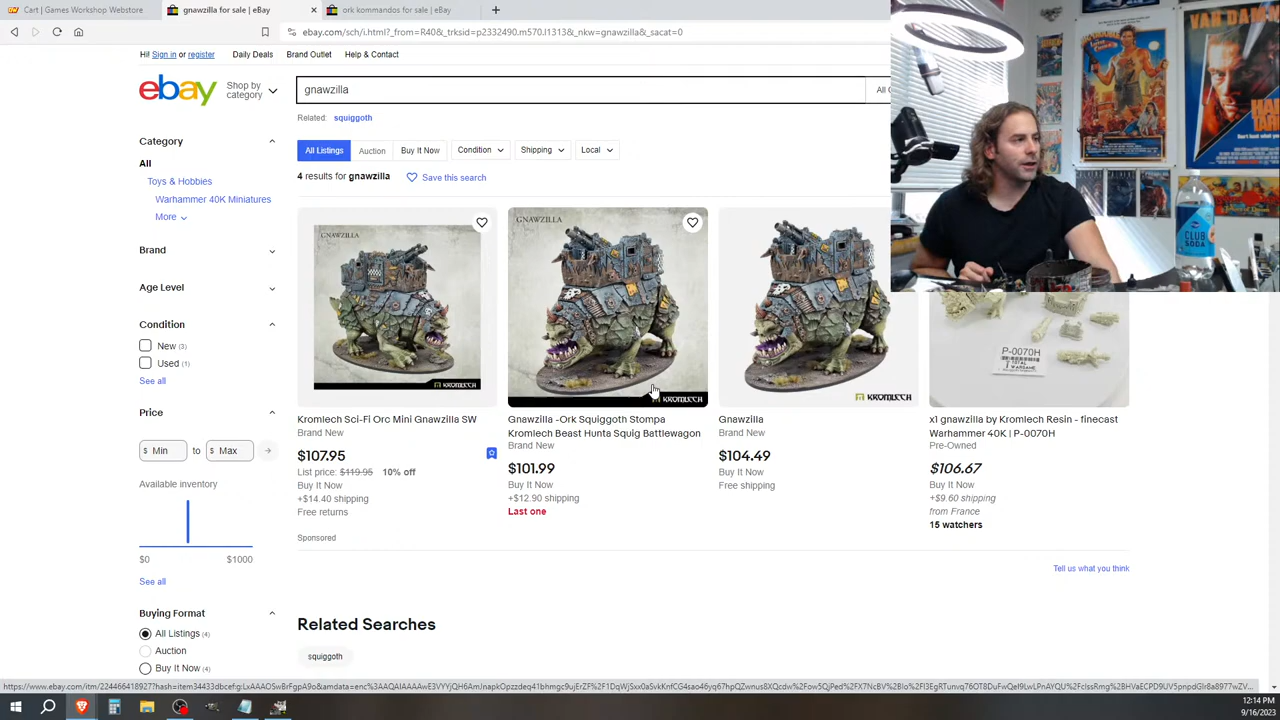 Cart | Games Workshop Webstore
gnawzilla for sale | eBay
ork kommandos for sale | eBay
ebay.com/sch/i.html?_from=R40&_trksid=p2332490.m570.l1313&_nkw=gnawzilla&_sacat=0
Hi! Sign in or register
Daily Deals
Brand Outlet
Help & Contact
ebay
Shop by category
gnawzilla
Related: squiggoth
Category
All
Toys & Hobbies
Warhammer 40K Miniatures
More
Brand
Age Level
Condition
New (3)
Used (1)
See all
Price
$ Min to $ Max
Available inventory
$0 $1000
See all
Buying Format
All Listings (4)
Auction
Buy It Now (4)
All Listings
Auction
Buy It Now
Condition
Shipping
Local
4 results for gnawzilla
Save this search
GNAWZILLA
KROMLECH
Kromlech Sci-Fi Orc Mini Gnawzilla SW
Brand New
$107.95
List price: $119.95 10% off
Buy It Now
+$14.40 shipping
Free returns
Sponsored
GNAWZILLA
KROMLECH
Gnawzilla -Ork Squiggoth Stompa
Kromlech Beast Hunta Squig Battlewagon
Brand New
$101.99
Buy It Now
+$12.90 shipping
Last one
KROMLECH
Gnawzilla
Brand New
$104.49
Buy It Now
Free shipping
P-0070H
x1 gnawzilla by Kromlech Resin - finecast
Warhammer 40K | P-0070H
Pre-Owned
$106.67
Buy It Now
+$9.60 shipping
from France
15 watchers
Tell us what you think
Related Searches
squiggoth
VAN DAMME
CLUB
SODA
12:14 PM
9/16/2023